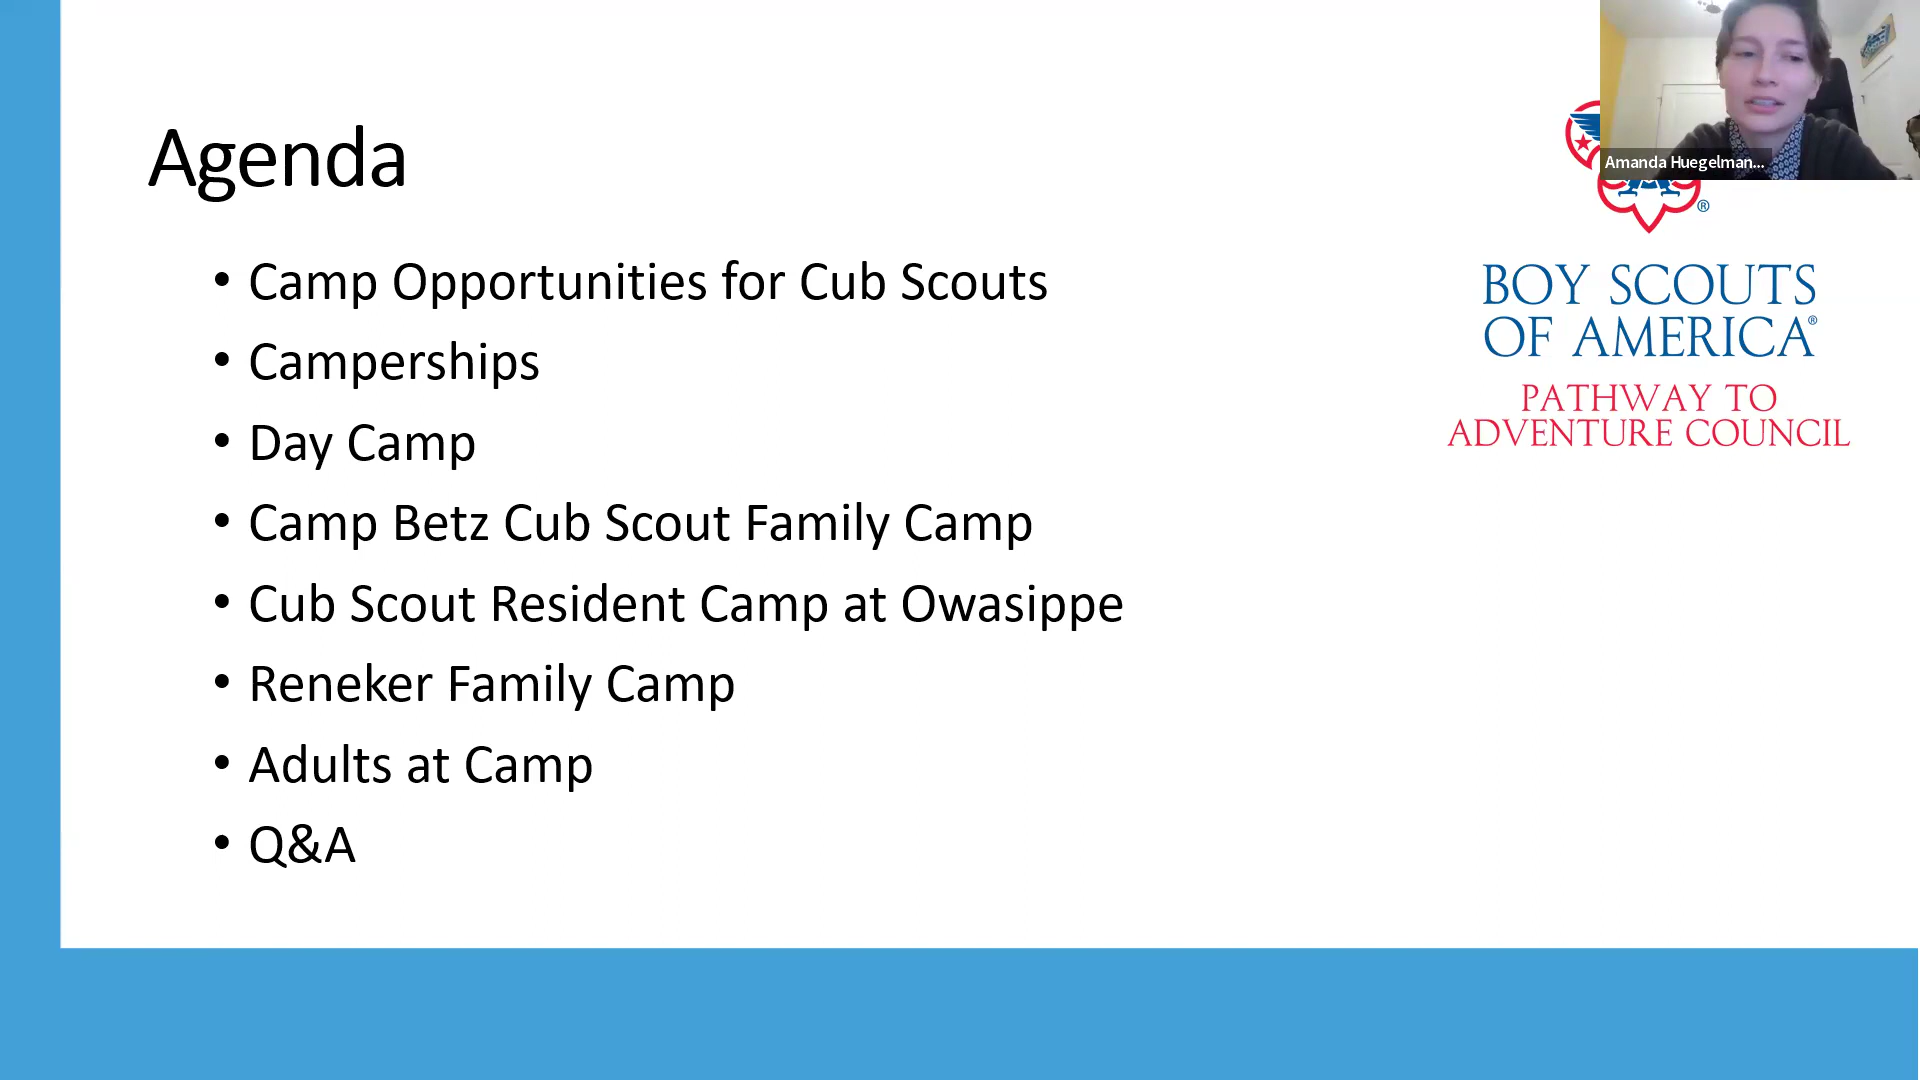 Agenda
• Camp Opportunities for Cub Scouts
• Camperships
• Day Camp
• Camp Betz Cub Scout Family Camp
• Cub Scout Resident Camp at Owasippe
• Reneker Family Camp
• Adults at Camp
• Q&A
Amanda Huegelman...
®
BOY SCOUTS
OF AMERICA®
PATHWAY TO
ADVENTURE COUNCIL